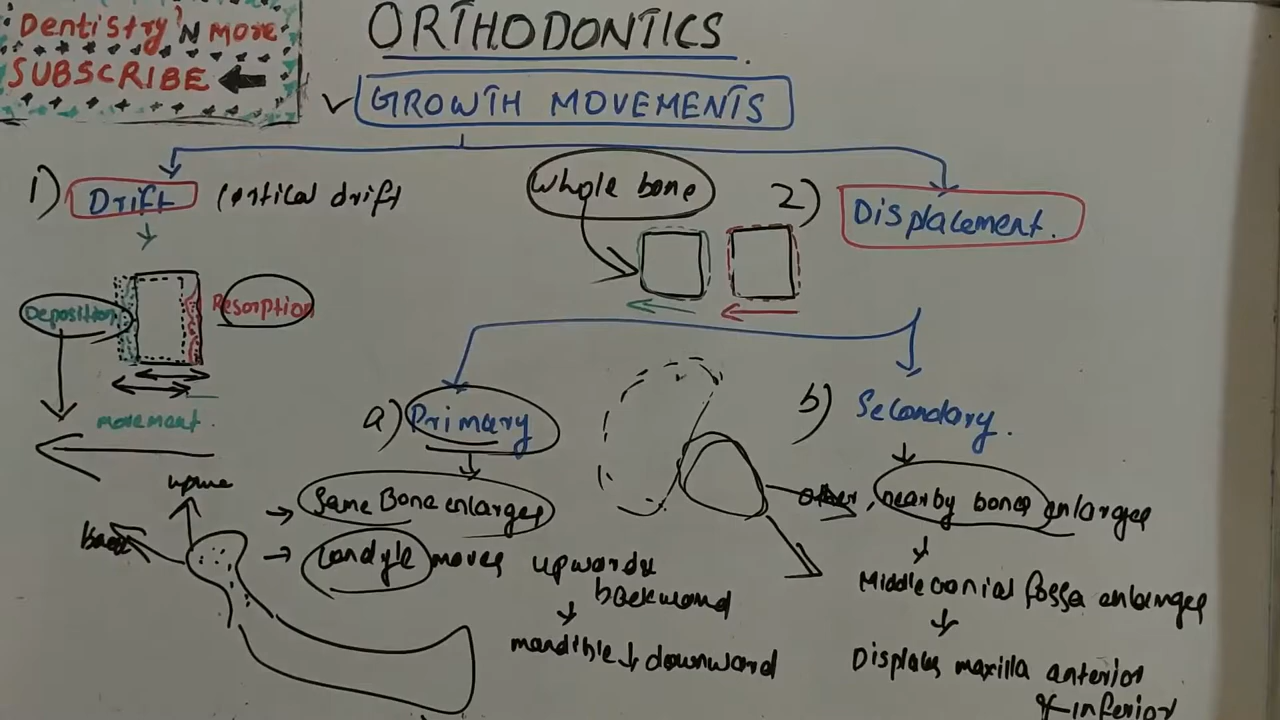 Dentistry'N MORE
SUBSCRIBE
ORTHODONTICS
GROWTH MOVEMENTS
1) Drift cortical drift
Whole bone
2) Displacement.
Deposition
Resorption
movement.
a) Primary
b) Secondary.
→ Same Bone enlarges
→ Condyle moves upwards
backward
mandible ↓ downward
other, nearby bones enlarges
Middle cranial fossa enlarges
Displaces maxilla anterior
& inferior